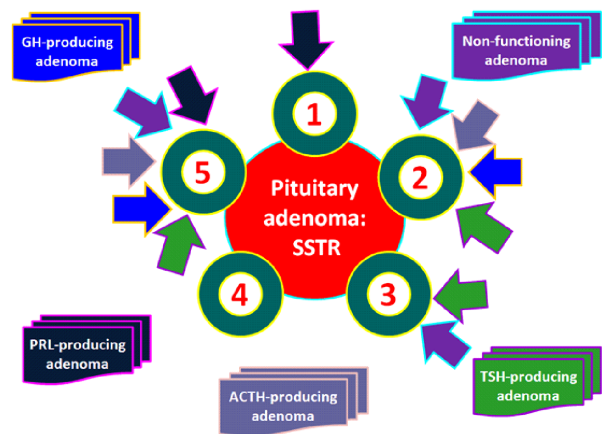 GH-producing
adenoma
Non-functioning
adenoma
1
5
2
Pituitary
adenoma:
SSTR
4
3
PRL-producing
adenoma
ACTH-producing
adenoma
TSH-producing
adenoma